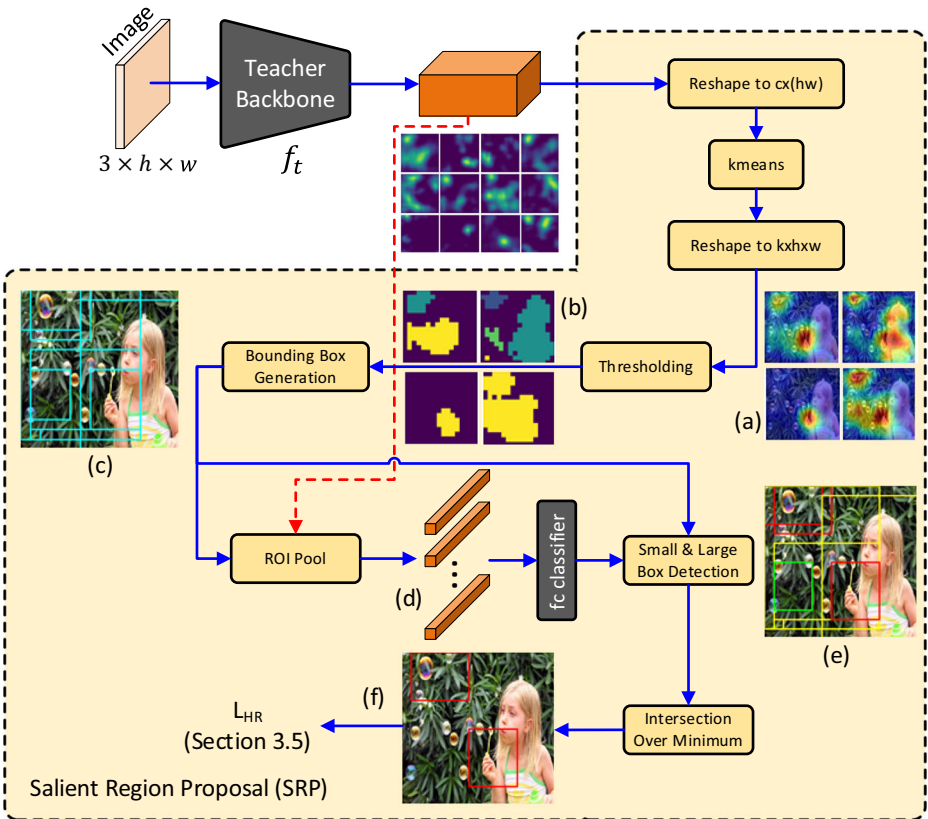 Image
Teacher
Backbone
3 × h × w
f_t
Reshape to cx(hw)
kmeans
Reshape to kxhxw
(b)
Bounding Box
Generation
Thresholding
(a)
(c)
ROI Pool
(d)
fc classifier
Small & Large
Box Detection
(e)
(f)
L_HR
(Section 3.5)
Intersection
Over Minimum
Salient Region Proposal (SRP)